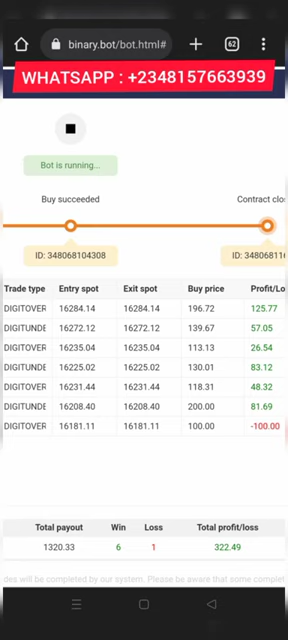 binary.bot/bot.html#
62
WHATSAPP : +2348157663939
Bot is running...
Buy succeeded Contract clos
ID: 348068104308 ID: 34806811
Trade type Entry spot Exit spot Buy price Profit/Lo
DIGITOVER 16284.14 16284.14 196.72 125.77
DIGITUNDE 16272.12 16272.12 139.67 57.05
DIGITOVER 16235.04 16235.04 113.13 26.54
DIGITUNDE 16225.02 16225.02 130.01 83.12
DIGITOVER 16231.44 16231.44 118.31 48.32
DIGITUNDE 16208.40 16208.40 200.00 81.69
DIGITOVER 16181.11 16181.11 100.00 -100.00
Total payout Win Loss Total profit/loss
1320.33 6 1 322.49
des will be completed by our system. Please be aware that some complet